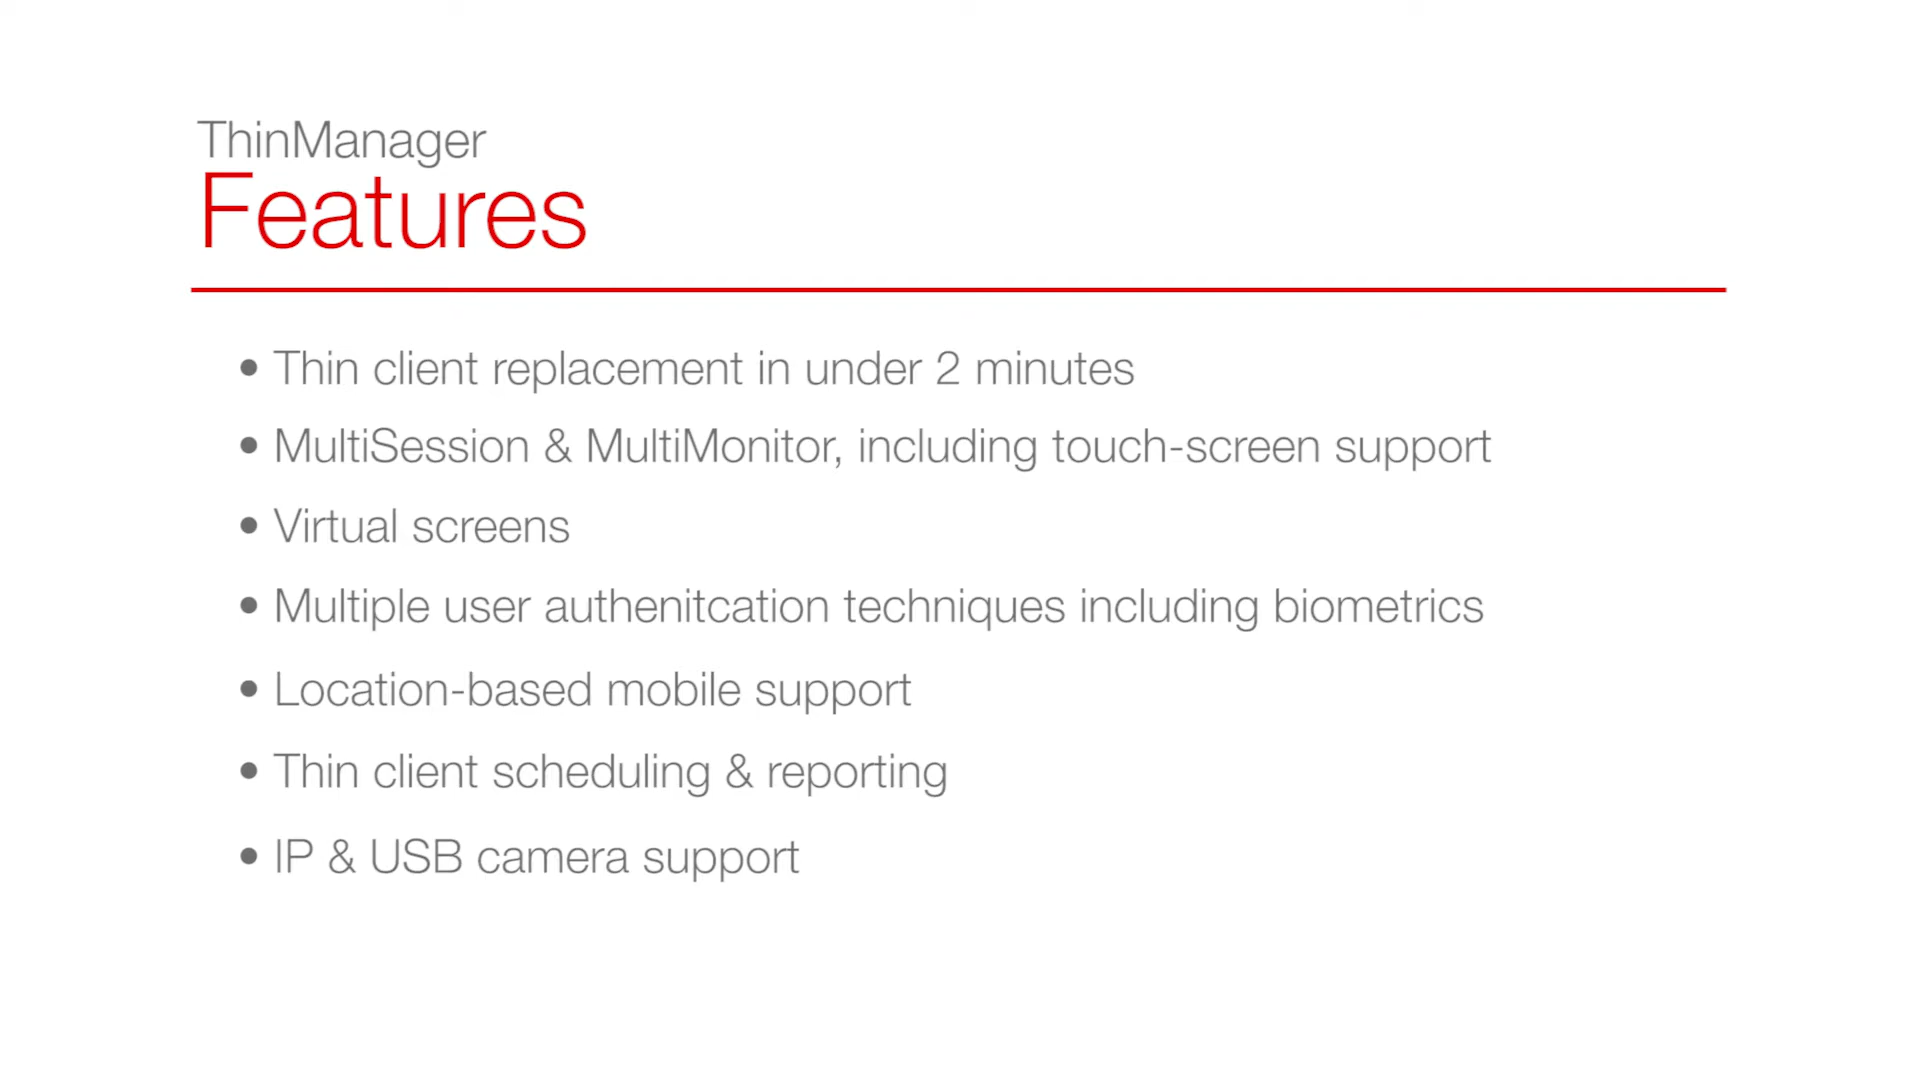 ThinManager
Features
• Thin client replacement in under 2 minutes
• MultiSession & MultiMonitor, including touch-screen support
• Virtual screens
• Multiple user authenitcation techniques including biometrics
• Location-based mobile support
• Thin client scheduling & reporting
• IP & USB camera support